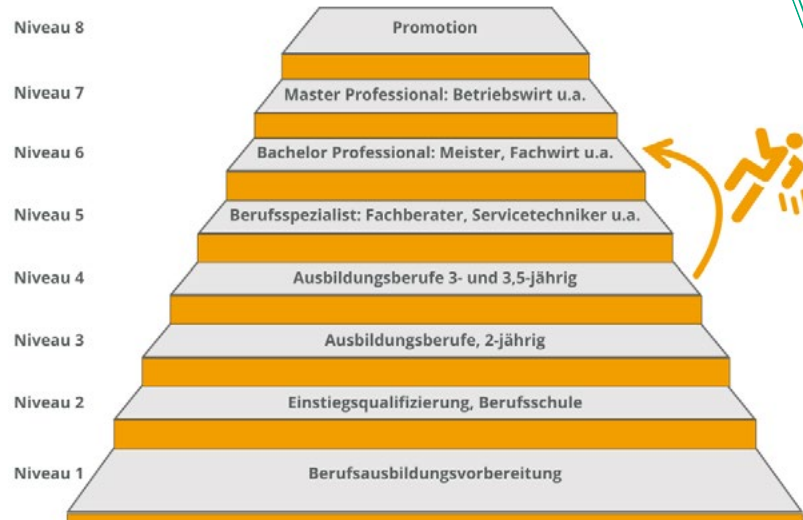 Niveau 8 Promotion
Niveau 7 Master Professional: Betriebswirt u.a.
Niveau 6 Bachelor Professional: Meister, Fachwirt u.a.
Niveau 5 Berufsspezialist: Fachberater, Servicetechniker u.a.
Niveau 4 Ausbildungsberufe 3- und 3,5-jährig
Niveau 3 Ausbildungsberufe, 2-jährig
Niveau 2 Einstiegsqualifizierung, Berufsschule
Niveau 1 Berufsausbildungsvorbereitung